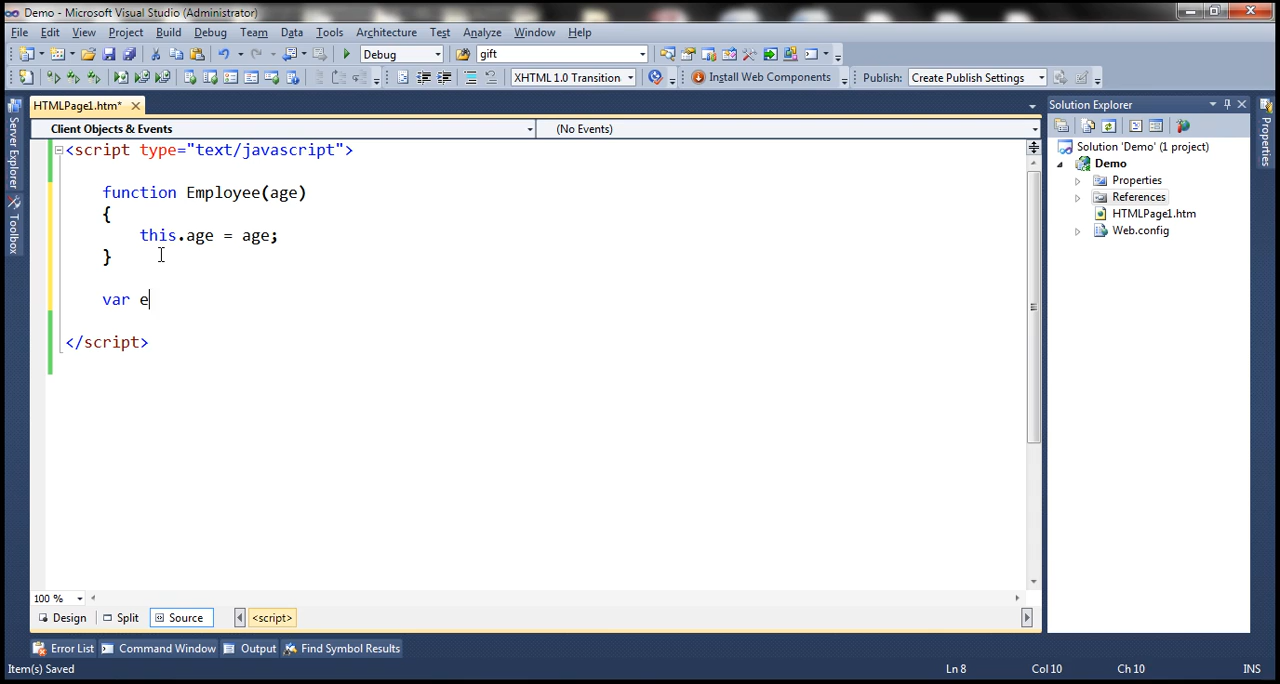 Demo - Microsoft Visual Studio (Administrator)
File Edit View Project Build Debug Team Data Tools Architecture Test Analyze Window Help
Debug gift
XHTML 1.0 Transition Install Web Components Publish: Create Publish Settings
HTMLPage1.htm* Solution Explorer
Client Objects & Events (No Events)
Server Explorer
Toolbox
Properties
<script type="text/javascript">
function Employee(age)
{
this.age = age;
}
var e
</script>
Solution 'Demo' (1 project)
Demo
Properties
References
HTMLPage1.htm
Web.config
100 %
Design Split Source <script>
Error List Command Window Output Find Symbol Results
Item(s) Saved Ln 8 Col 10 Ch 10 INS